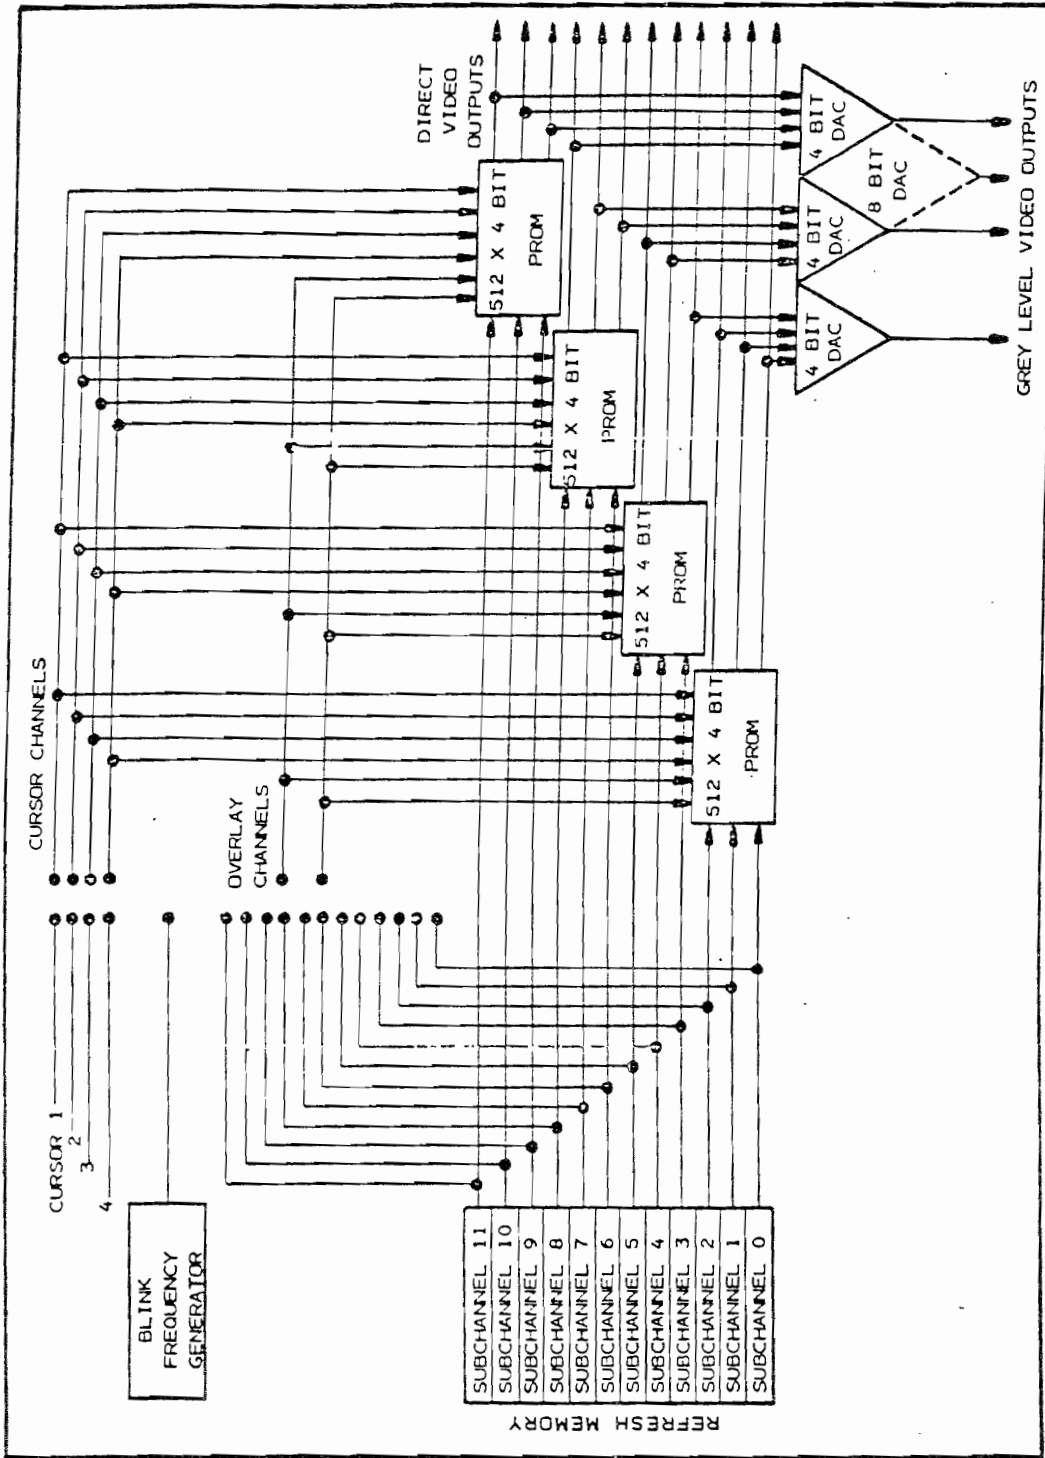 CURSOR 1
2
3
4
CURSOR CHANNELS
BLINK
FREQUENCY
GENERATOR
OVERLAY
CHANNELS
REFRESH MEMORY
SUBCHANNEL 11
SUBCHANNEL 10
SUBCHANNEL 9
SUBCHANNEL 8
SUBCHANNEL 7
SUBCHANNEL 6
SUBCHANNEL 5
SUBCHANNEL 4
SUBCHANNEL 3
SUBCHANNEL 2
SUBCHANNEL 1
SUBCHANNEL 0
512 X 4 BIT
PROM
512 X 4 BIT
PROM
512 X 4 BIT
PROM
512 X 4 BIT
PROM
DIRECT
VIDEO
OUTPUTS
4 BIT
DAC
4 BIT
DAC
8 BIT
DAC
4 BIT
DAC
GREY LEVEL VIDEO OUTPUTS